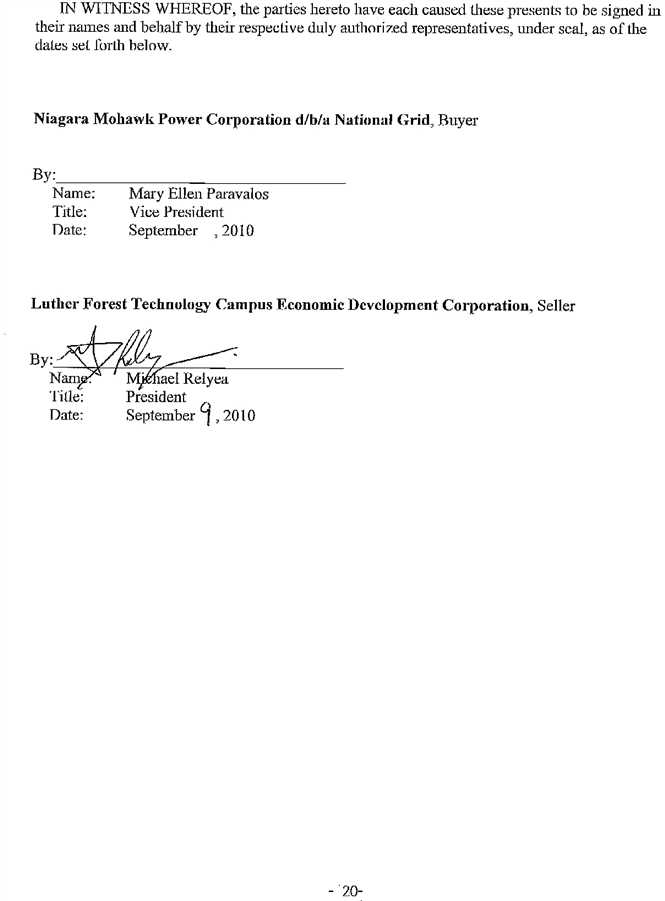 IN WITNESS WHEREOF, the parties hereto have each caused these presents to be signed in
their names and behalf by their respective duly authorized representatives, under seal, as of the
dates set forth below.
Niagara Mohawk Power Corporation d/b/a National Grid, Buyer
By:
Name: Mary Ellen Paravalos
Title: Vice President
Date: September , 2010
Luther Forest Technology Campus Economic Development Corporation, Seller
By:
Name: Michael Relyea
Title: President
Date: September 9, 2010
- 20-